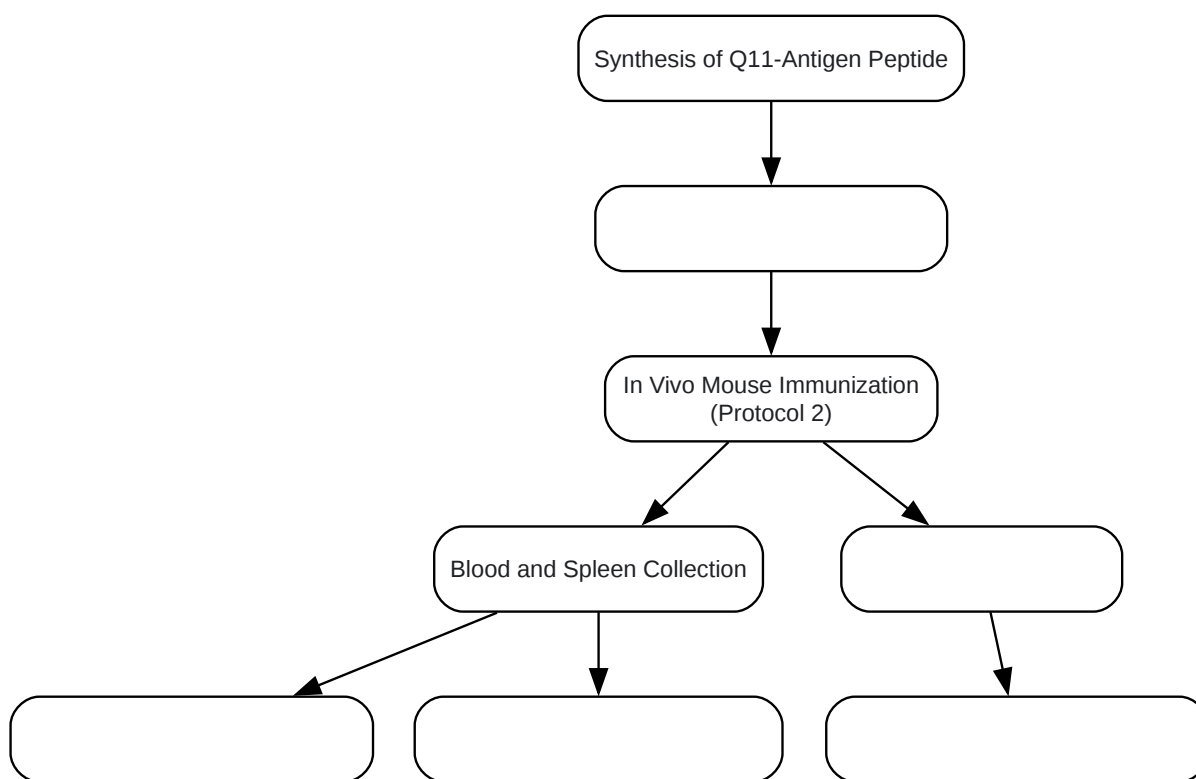 Synthesis of Q11-Antigen Peptide
In Vivo Mouse Immunization
(Protocol 2)
Blood and Spleen Collection